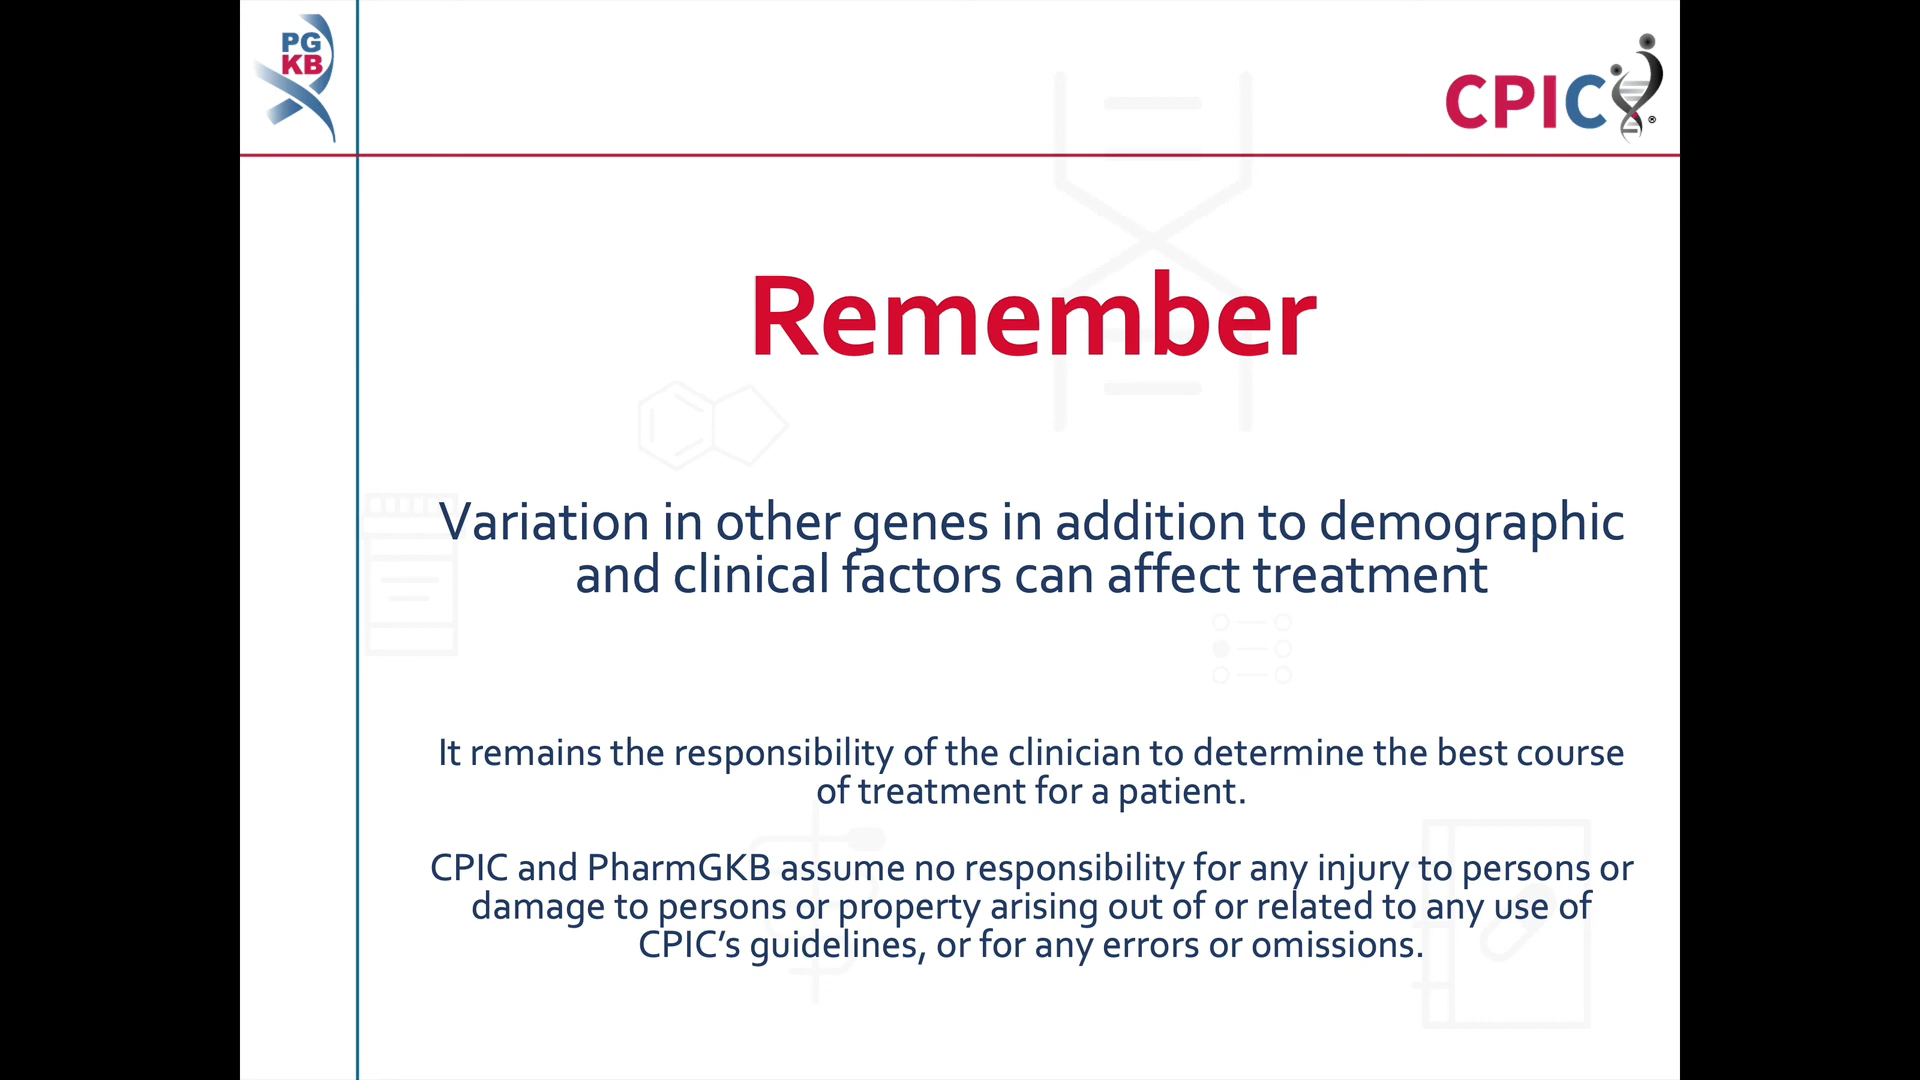 PG
KB
CPIC®
Remember
Variation in other genes in addition to demographic
and clinical factors can affect treatment
It remains the responsibility of the clinician to determine the best course
of treatment for a patient.
CPIC and PharmGKB assume no responsibility for any injury to persons or
damage to persons or property arising out of or related to any use of
CPIC’s guidelines, or for any errors or omissions.